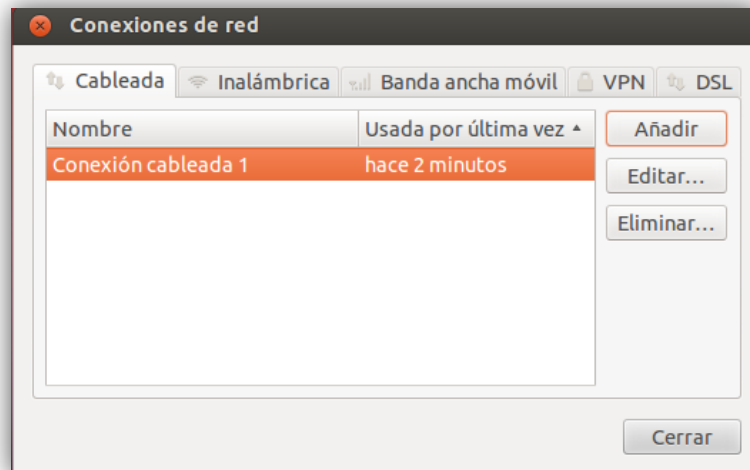 Conexiones de red
Cableada Inalámbrica Banda ancha móvil VPN DSL
Nombre Usada por última vez Añadir
Conexión cableada 1 hace 2 minutos
Editar...
Eliminar...
Cerrar